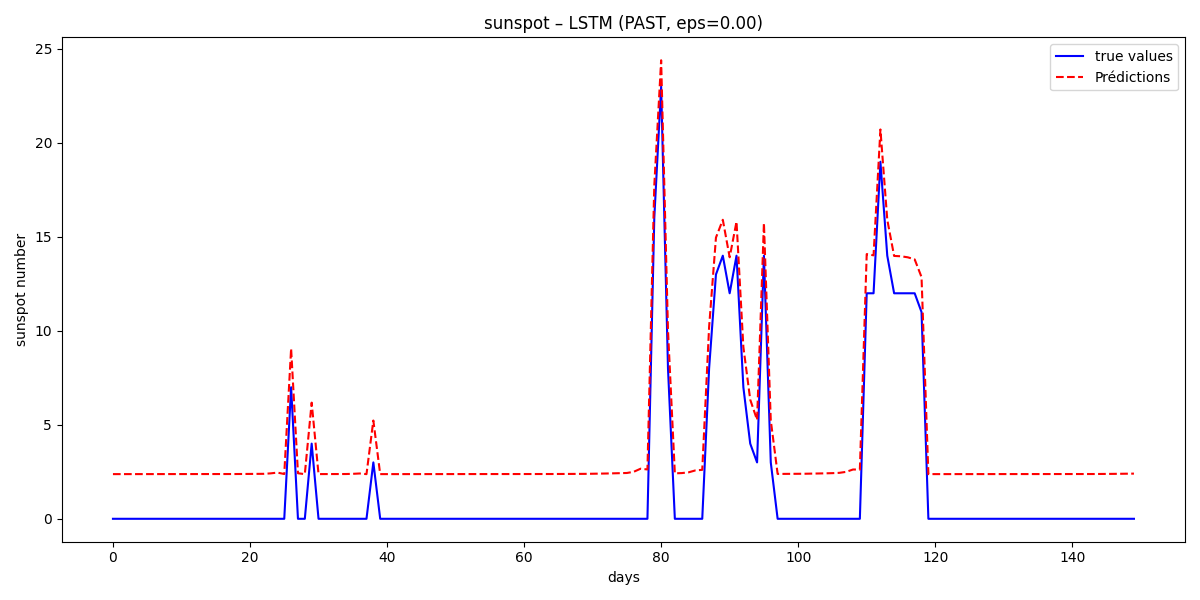 sunspot – LSTM (PAST, eps=0.00)
25
20
15
10
5
0
sunspot number
true values
Prédictions
0 20 40 60 80 100 120 140
days